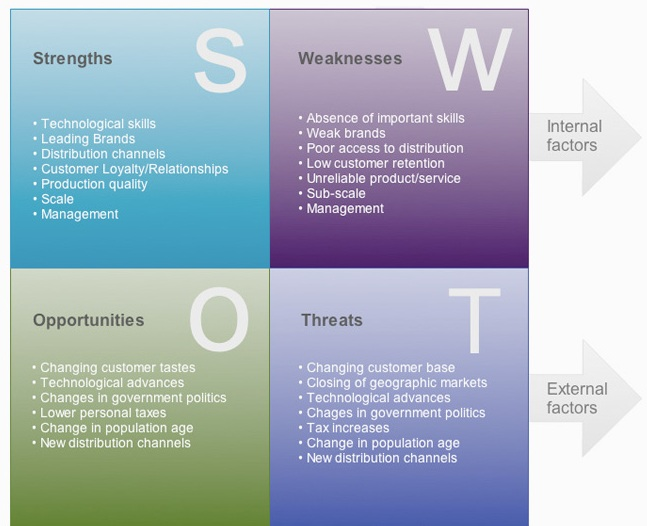 Strengths
S
• Technological skills
• Leading Brands
• Distribution channels
• Customer Loyalty/Relationships
• Production quality
• Scale
• Management
Weaknesses
W
• Absence of important skills
• Weak brands
• Poor access to distribution
• Low customer retention
• Unreliable product/service
• Sub-scale
• Management
Internal
factors
Opportunities
O
• Changing customer tastes
• Technological advances
• Changes in government politics
• Lower personal taxes
• Change in population age
• New distribution channels
Threats
T
• Changing customer base
• Closing of geographic markets
• Technological advances
• Chages in government politics
• Tax increases
• Change in population age
• New distribution channels
External
factors